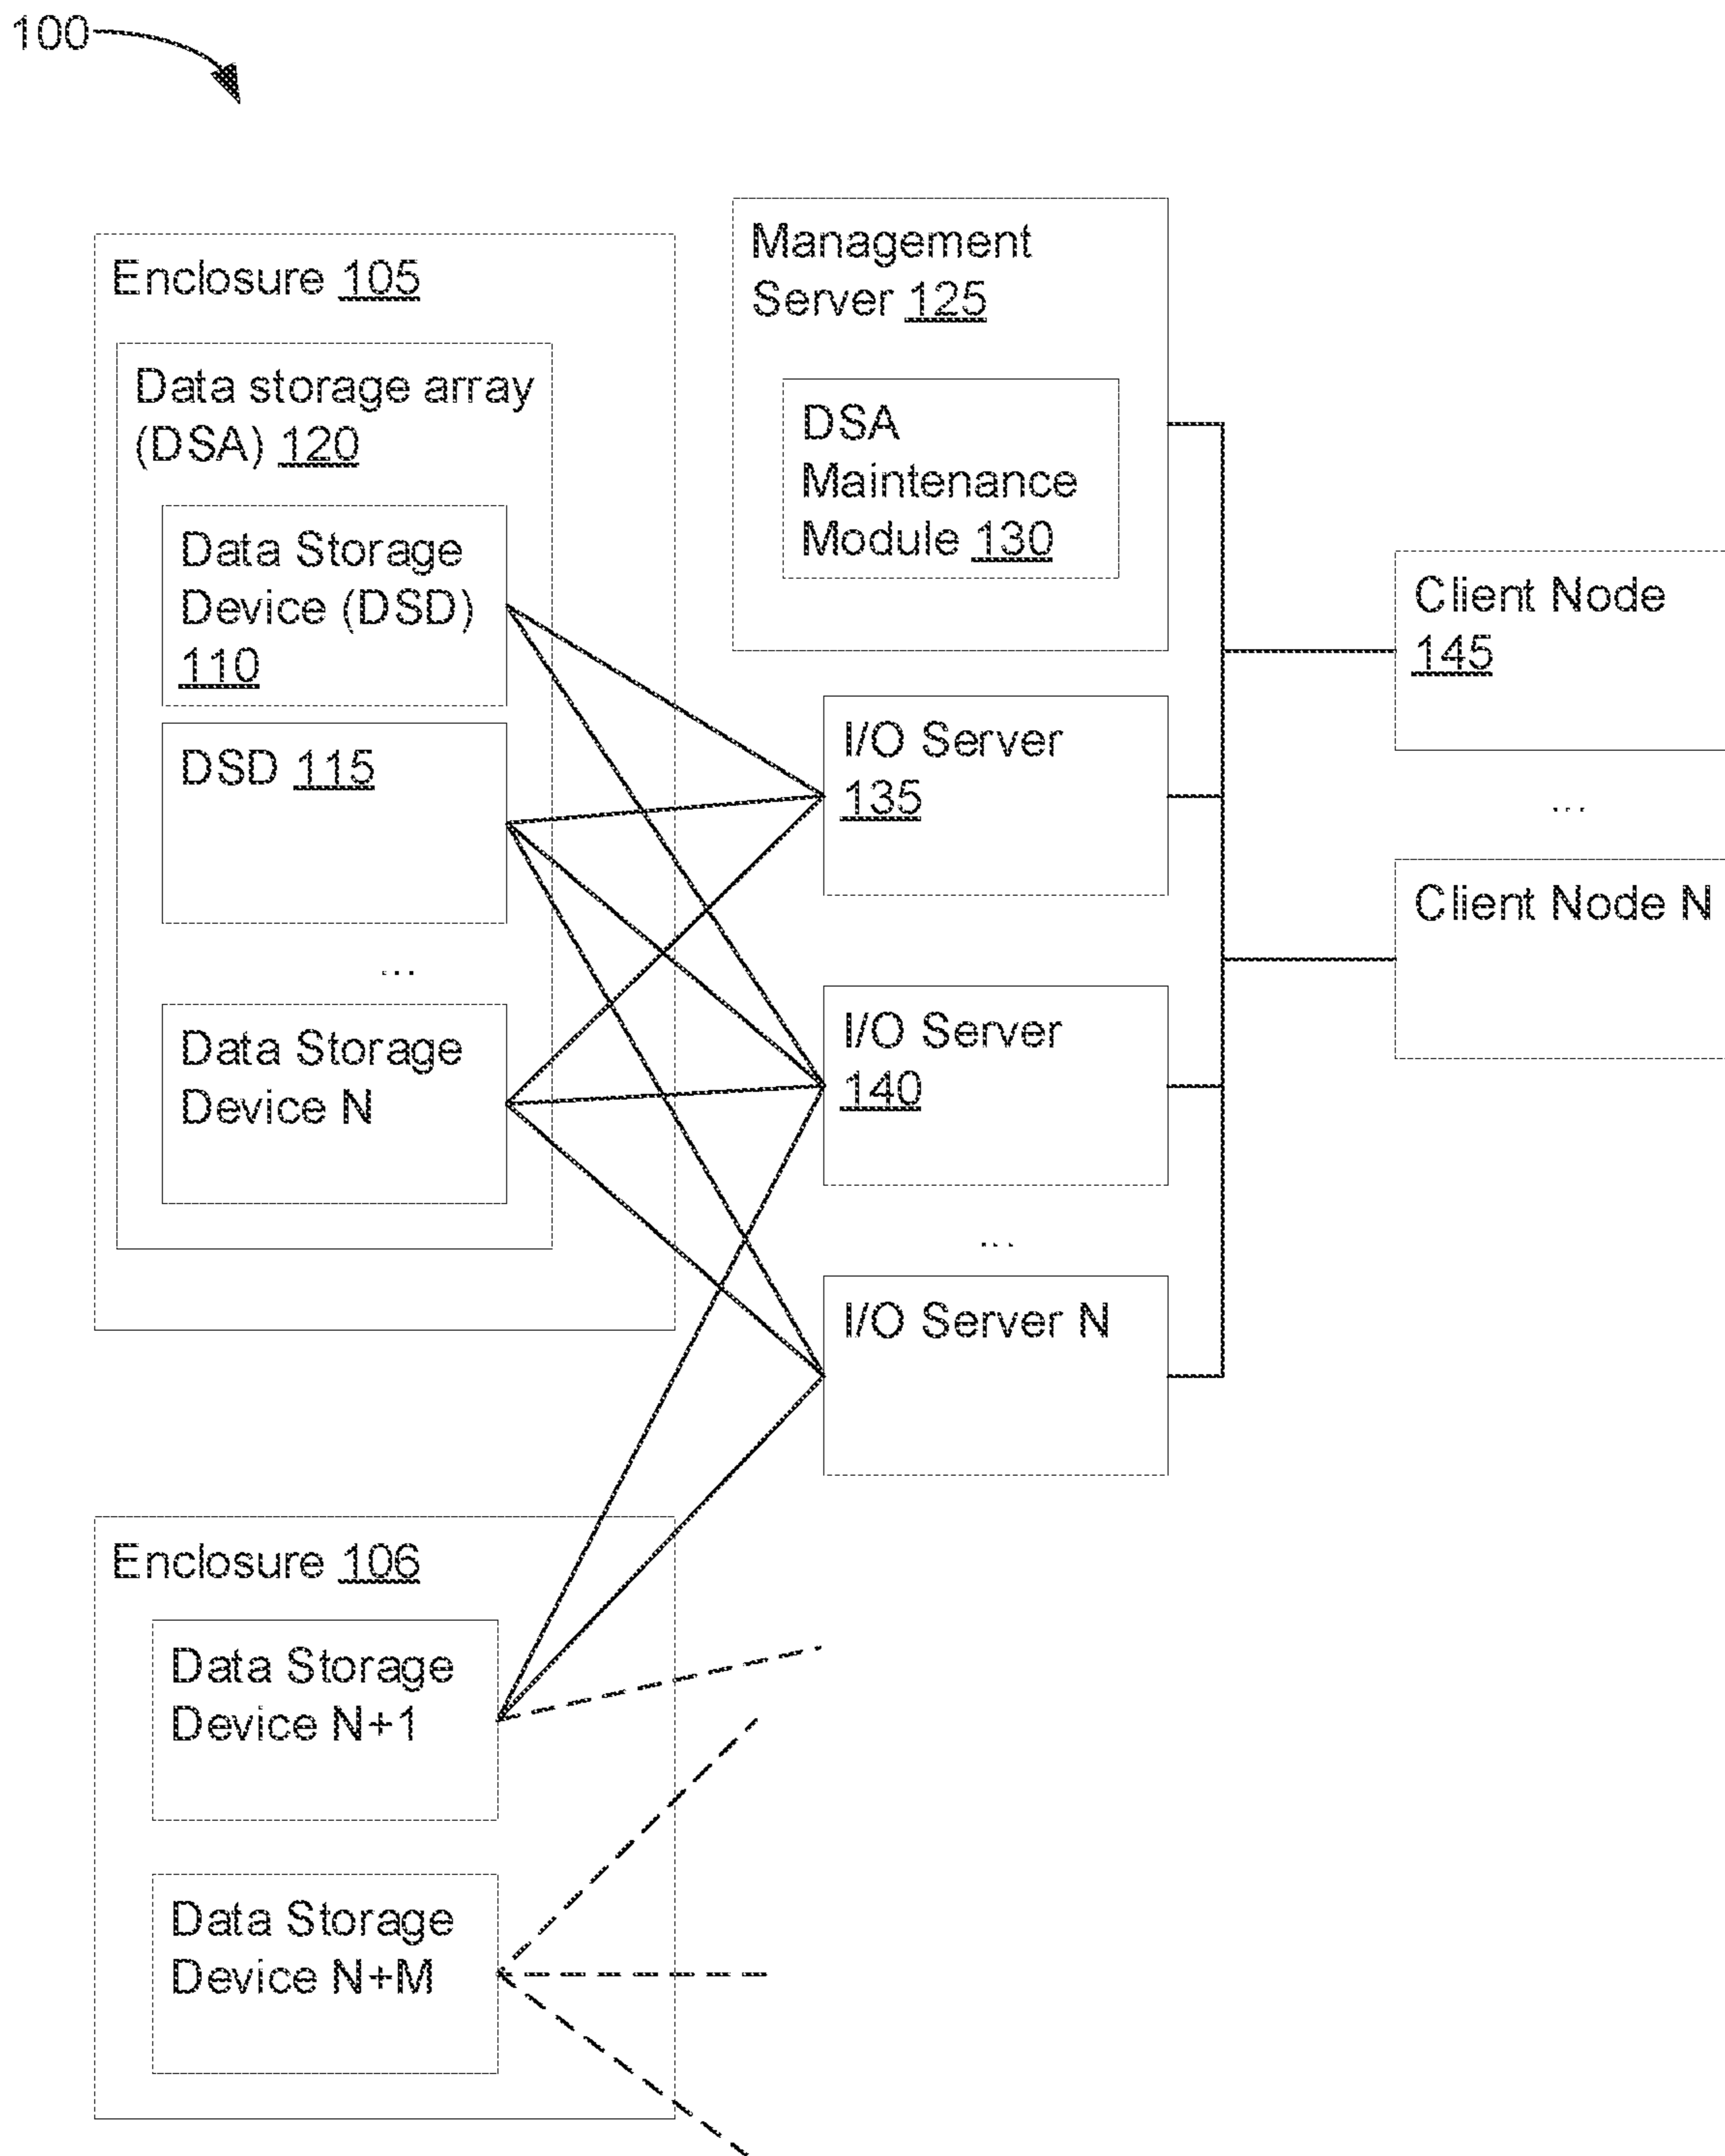 100
Enclosure 105
Data storage array
(DSA) 120
Data Storage
Device (DSD)
110
DSD 115
...
Data Storage
Device N
Management
Server 125
DSA
Maintenance
Module 130
I/O Server
135
I/O Server
140
...
I/O Server N
Client Node
145
...
Client Node N
Enclosure 106
Data Storage
Device N+1
Data Storage
Device N+M